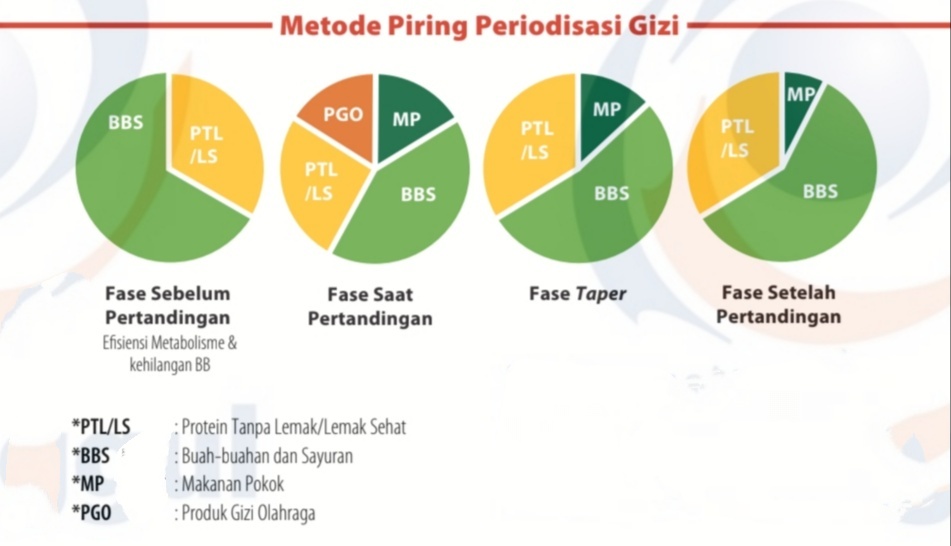 Metode Piring Periodisasi Gizi
BBS
PTL
/LS
PGO
MP
PTL
/LS
BBS
PTL
/LS
MP
BBS
PTL
/LS
MP
BBS
Fase Sebelum
Pertandingan
Efisiensi Metabolisme &
kehilangan BB
Fase Saat
Pertandingan
Fase Taper
Fase Setelah
Pertandingan
*PTL/LS : Protein Tanpa Lemak/Lemak Sehat
*BBS : Buah-buahan dan Sayuran
*MP : Makanan Pokok
*PGO : Produk Gizi Olahraga